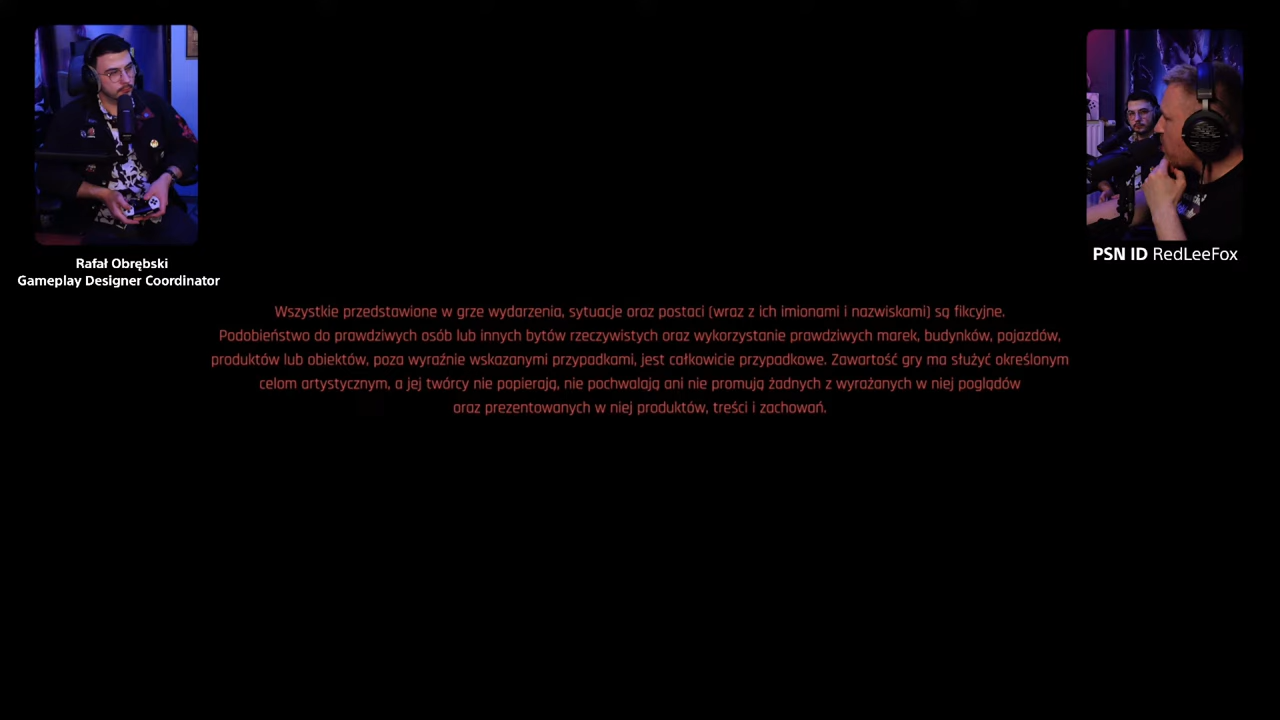 Rafał Obrębski
Gameplay Designer Coordinator
PSN ID RedLeeFox
Wszystkie przedstawione w grze wydarzenia, sytuacje oraz postaci (wraz z ich imionami i nazwiskami) są fikcyjne.
Podobieństwo do prawdziwych osób lub innych bytów rzeczywistych oraz wykorzystanie prawdziwych marek, budynków, pojazdów,
produktów lub obiektów, poza wyraźnie wskazanymi przypadkami, jest całkowicie przypadkowe. Zawartość gry ma służyć określonym
celom artystycznym, a jej twórcy nie popierają, nie pochwalają ani nie promują żadnych z wyrażanych w niej poglądów
oraz prezentowanych w niej produktów, treści i zachowań.